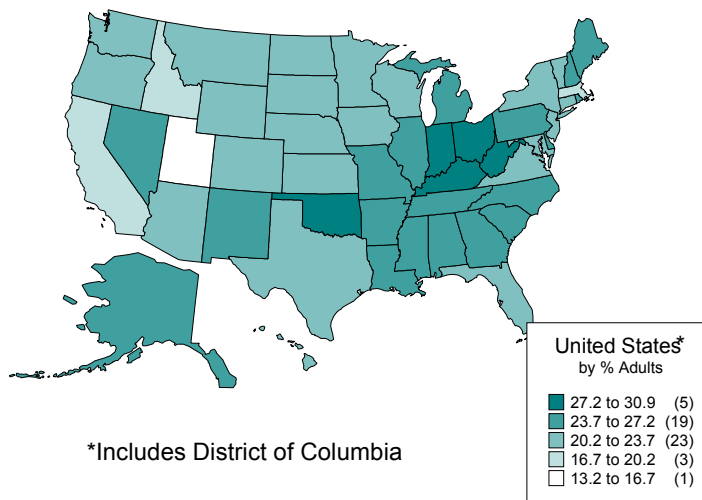 United States*
by % Adults
27.2 to 30.9 (5)
23.7 to 27.2 (19)
20.2 to 23.7 (23)
16.7 to 20.2 (3)
13.2 to 16.7 (1)
*Includes District of Columbia